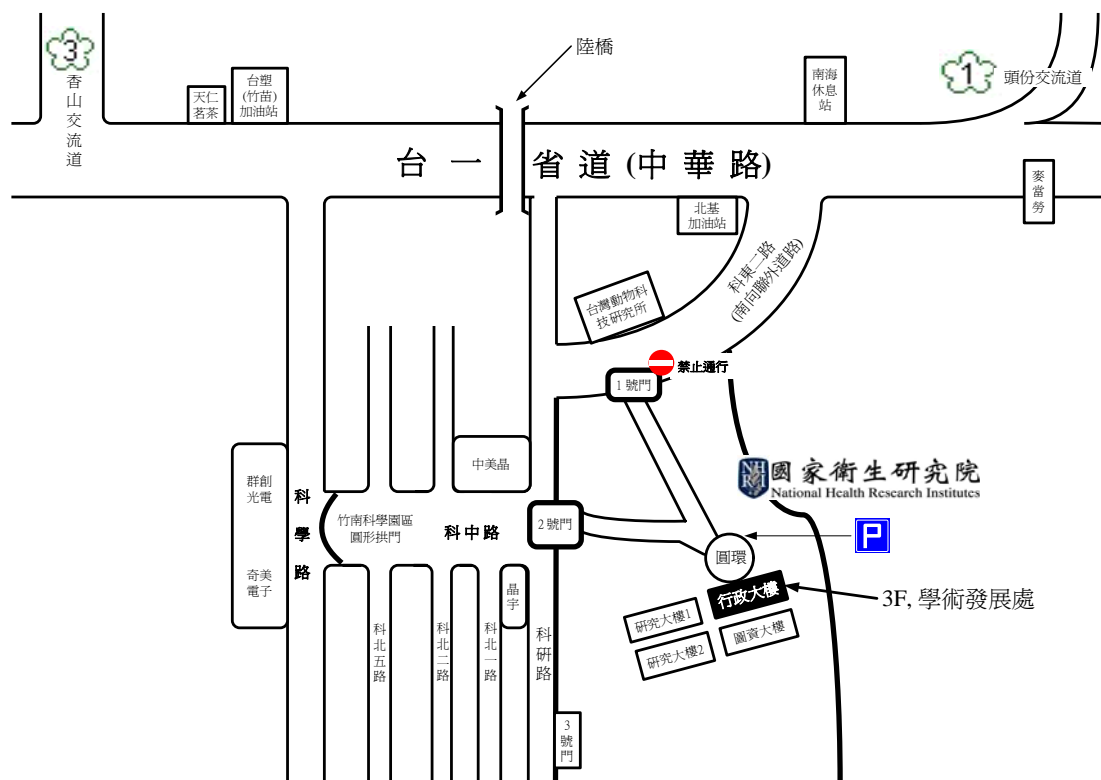 陸橋
3
香山交流道
台塑
(竹苗)
加油站
天仁
茗茶
南海
休息
站
1
頭份交流道
台一省道(中華路)
麥當勞
北基
加油站
科東二路
(南向聯外道路)
台灣動物科
技研究所
禁止通行
1號門
群創
光電
奇美
電子
科學路
竹南科學園區
圓形拱門
中美晶
科中路
2號門
NHRI
國家衛生研究院
National Health Research Institutes
P
圓環
行政大樓
3F, 學術發展處
研究大樓1
圖資大樓
研究大樓2
晶宇
科北五路
科北二路
科北一路
科研路
3號門